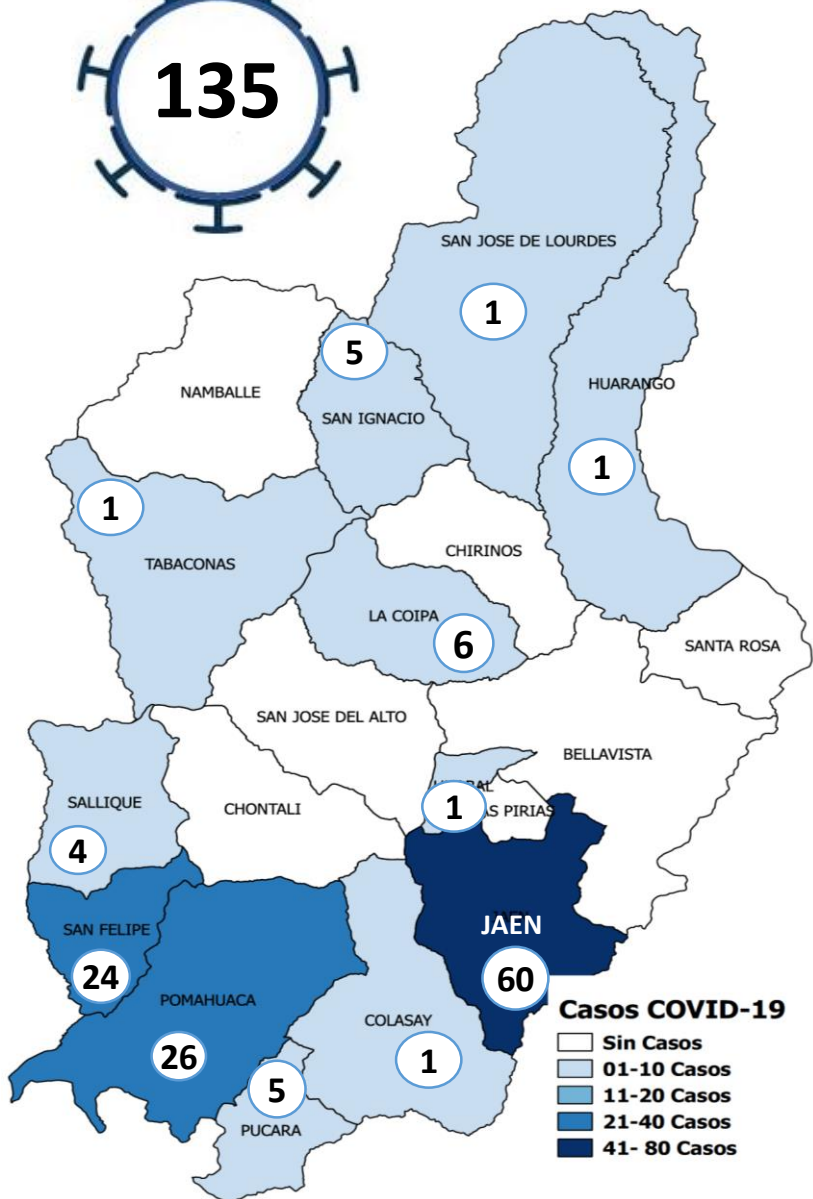 135
SAN JOSE DE LOURDES
1
5
HUARANGO
NAMBALLE
SAN IGNACIO
1
1
CHIRINOS
TABACONAS
LA COIPA
6
SANTA ROSA
SAN JOSE DEL ALTO
BELLAVISTA
SALLIQUE
CHONTALI
1
PIRIAS
4
SAN FELIPE
JAEN
24
60
POMAHUACA
Casos COVID-19
COLASAY
Sin Casos
26
1
01-10 Casos
5
11-20 Casos
21-40 Casos
PUCARA
41- 80 Casos